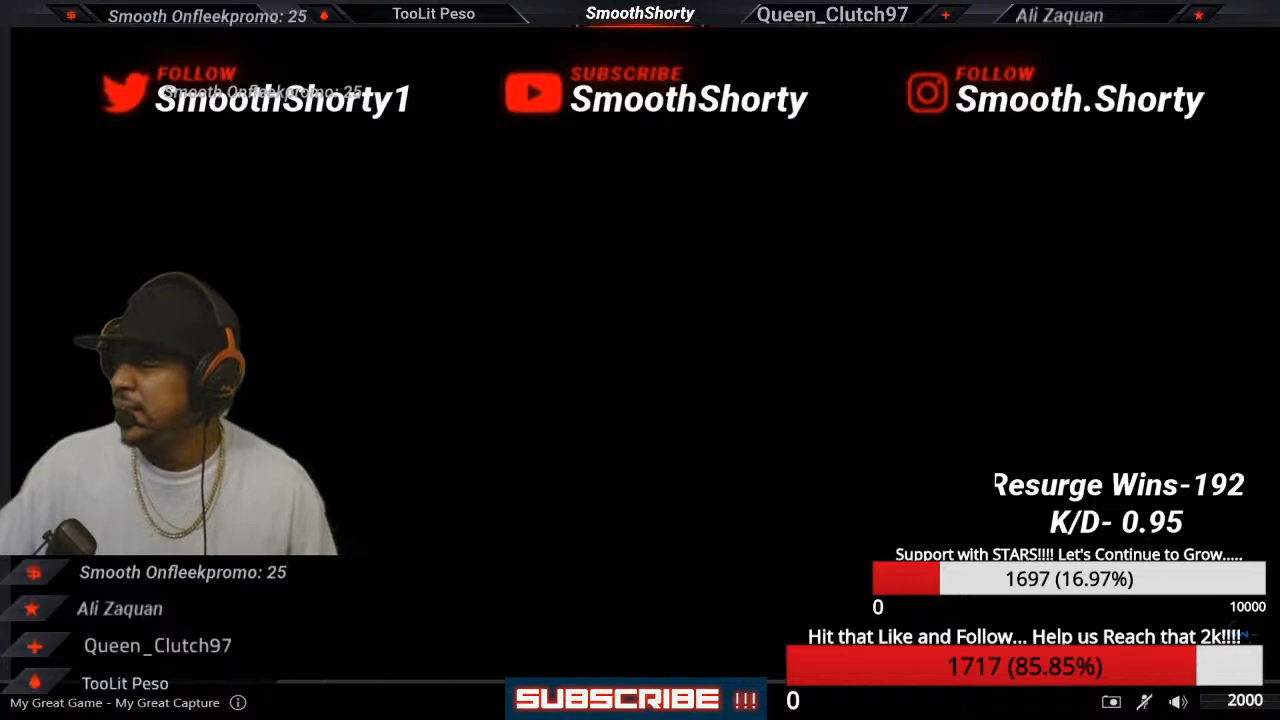 Smooth Onfleekpromo: 25
TooLit Peso
SmoothShorty
Queen_Clutch97
Ali Zaquan
FOLLOW
SmoothShorty1
Smooth Onfleekpromo: 25
SUBSCRIBE
SmoothShorty
FOLLOW
Smooth.Shorty
Resurge Wins-192
K/D- 0.95
Support with STARS!!!! Let's Continue to Grow.....
1697 (16.97%)
0
10000
Hit that Like and Follow... Help us Reach that 2k!!!!
1717 (85.85%)
0
2000
Smooth Onfleekpromo: 25
Ali Zaquan
Queen_Clutch97
TooLit Peso
My Great Game - My Great Capture
SUBSCRIBE !!!